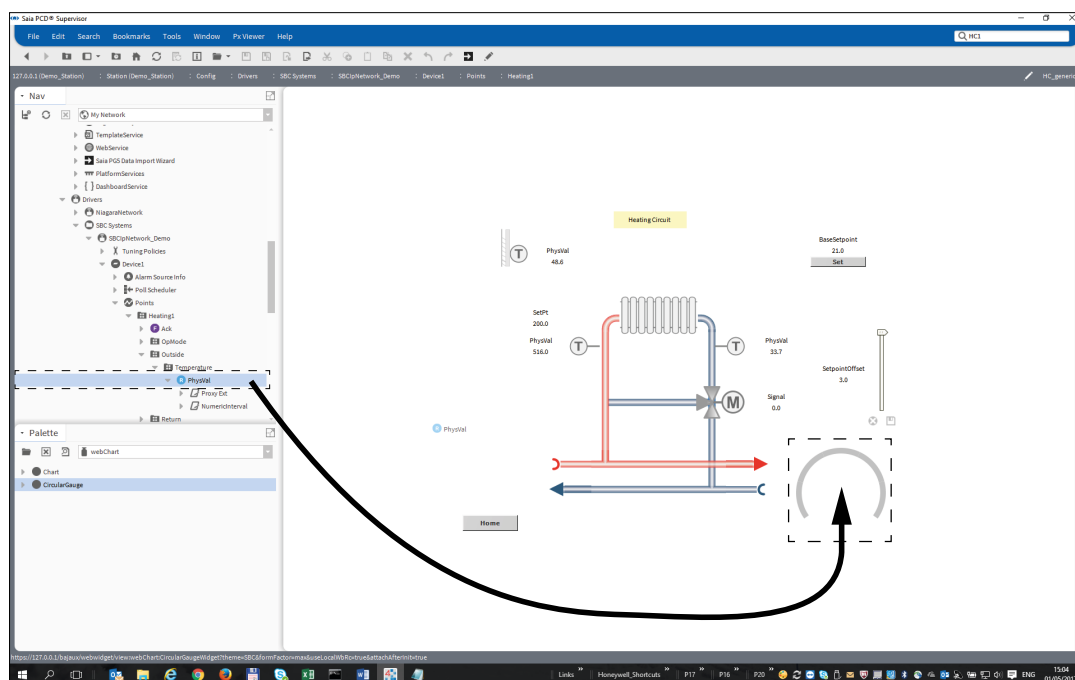 Saia PCD® Supervisor
File Edit Search Bookmarks Tools Window Px Viewer Help
HC1
127.0.0.1 (Demo_Station) : Station (Demo_Station) : Config : Drivers : SBC Systems : SBCIpNetwork_Demo : Device1 : Points : Heating1
HC_generic
Nav
My Network
TemplateService
WebService
Saia PG5 Data Import Wizard
PlatformServices
DashboardService
Drivers
NiagaraNetwork
SBC Systems
SBCIpNetwork_Demo
Tuning Policies
Device1
Alarm Source Info
Poll Scheduler
Points
Heating1
Ack
OpMode
Outside
Temperature
PhysVal
Proxy Ext
NumericInterval
Return
Palette
webChart
Chart
CircularGauge
Heating Circuit
T
PhysVal
48.6
BaseSetpoint
21.0
Set
SetPt
200.0
PhysVal
516.0
T
T
PhysVal
33.7
SetpointOffset
3.0
M
Signal
0.0
PhysVal
Home
https://127.0.0.1/bajaux/webwidget/view:webChart:CircularGaugeWidget?theme=SBC&formFactor=max&useLocalWbRc=true&attachAfterInit=true
Links » Honeywell_Shortcuts » P17 » P16 » P20 »
ENG
15:04
01/05/2017